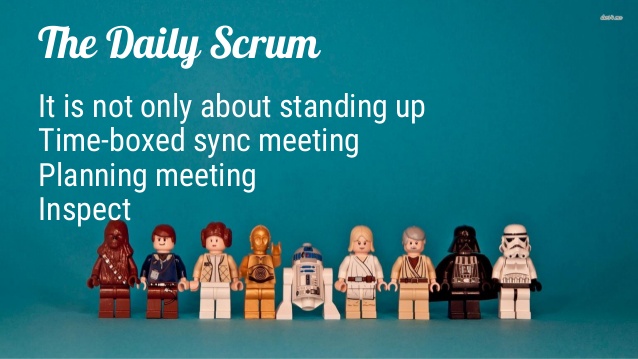 The Daily Scrum
It is not only about standing up
Time-boxed sync meeting
Planning meeting
Inspect